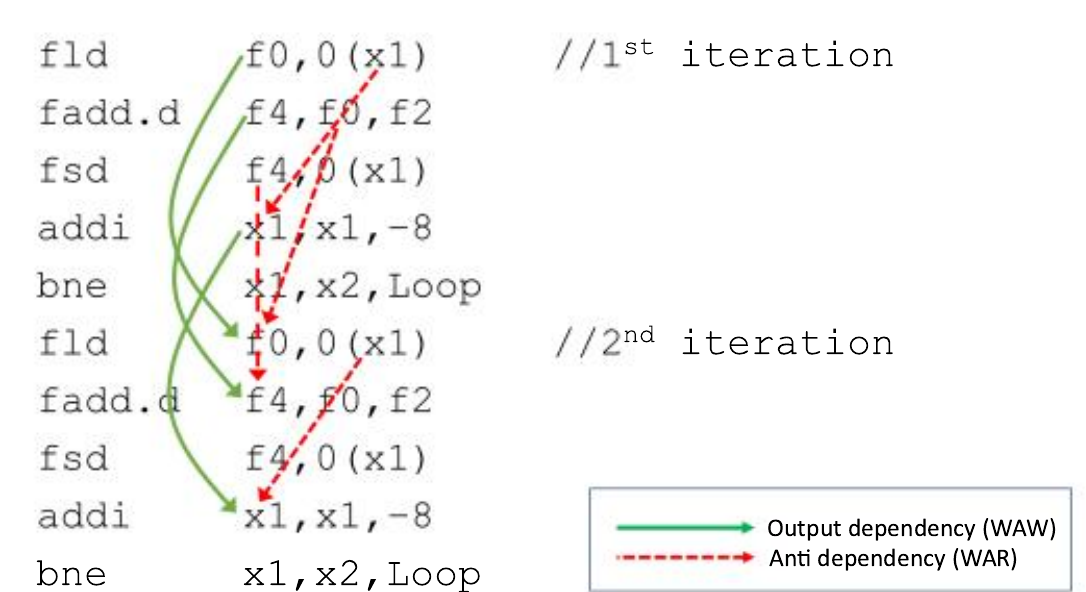 fld f0,0(x1) //1st iteration
fadd.d f4,f0,f2
fsd f4,0(x1)
addi x1,x1,-8
bne x1,x2,Loop
fld f0,0(x1) //2nd iteration
fadd.d f4,f0,f2
fsd f4,0(x1)
addi x1,x1,-8
bne x1,x2,Loop
Output dependency (WAW)
Anti dependency (WAR)